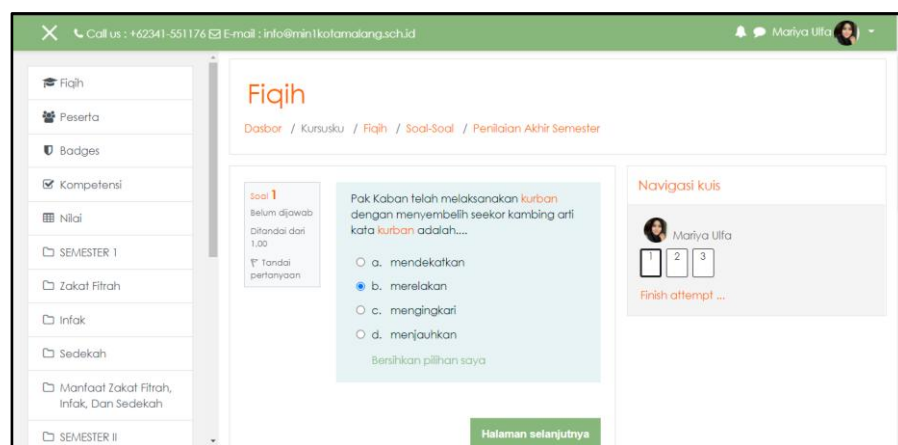 Call us : +62341-551176 E-mail : info@min1kotamalang.sch.id
Mariya Ulfa
Fiqih
Peserta
Badges
Kompetensi
Nilai
SEMESTER 1
Zakat Fitrah
Infak
Sedekah
Manfaat Zakat Fitrah,
Infak, Dan Sedekah
SEMESTER II
Fiqih
Dasbor / Kursusku / Fiqih / Soal-Soal / Penilaian Akhir Semester
Soal 1
Belum dijawab
Ditandai dari
1,00
Tandai
pertanyaan
Pak Kaban telah melaksanakan kurban
dengan menyembelih seekor kambing arti
kata kurban adalah....
a. mendekatkan
b. merelakan
c. mengingkari
d. menjauhkan
Bersihkan pilihan saya
Halaman selanjutnya
Navigasi kuis
Mariya Ulfa
1 2 3
Finish attempt ...